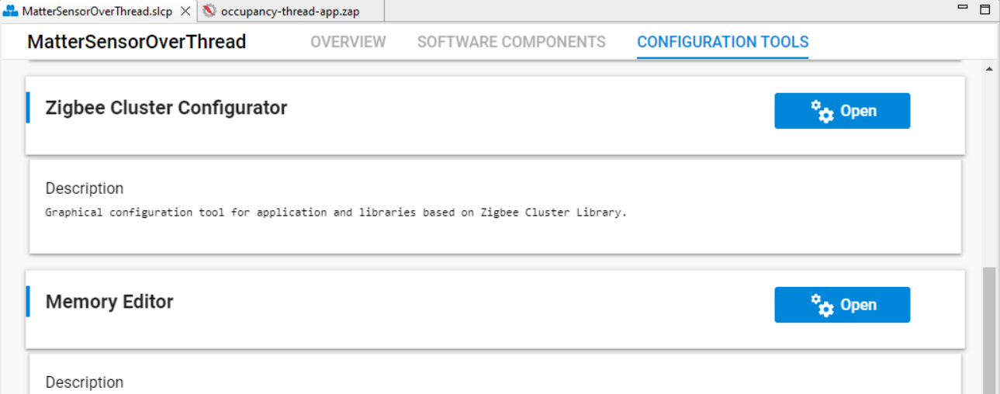 MatterSensorOverThread.slcp
occupancy-thread-app.zap
MatterSensorOverThread OVERVIEW SOFTWARE COMPONENTS CONFIGURATION TOOLS
Zigbee Cluster Configurator Open
Description
Graphical configuration tool for application and libraries based on Zigbee Cluster Library.
Memory Editor Open
Description